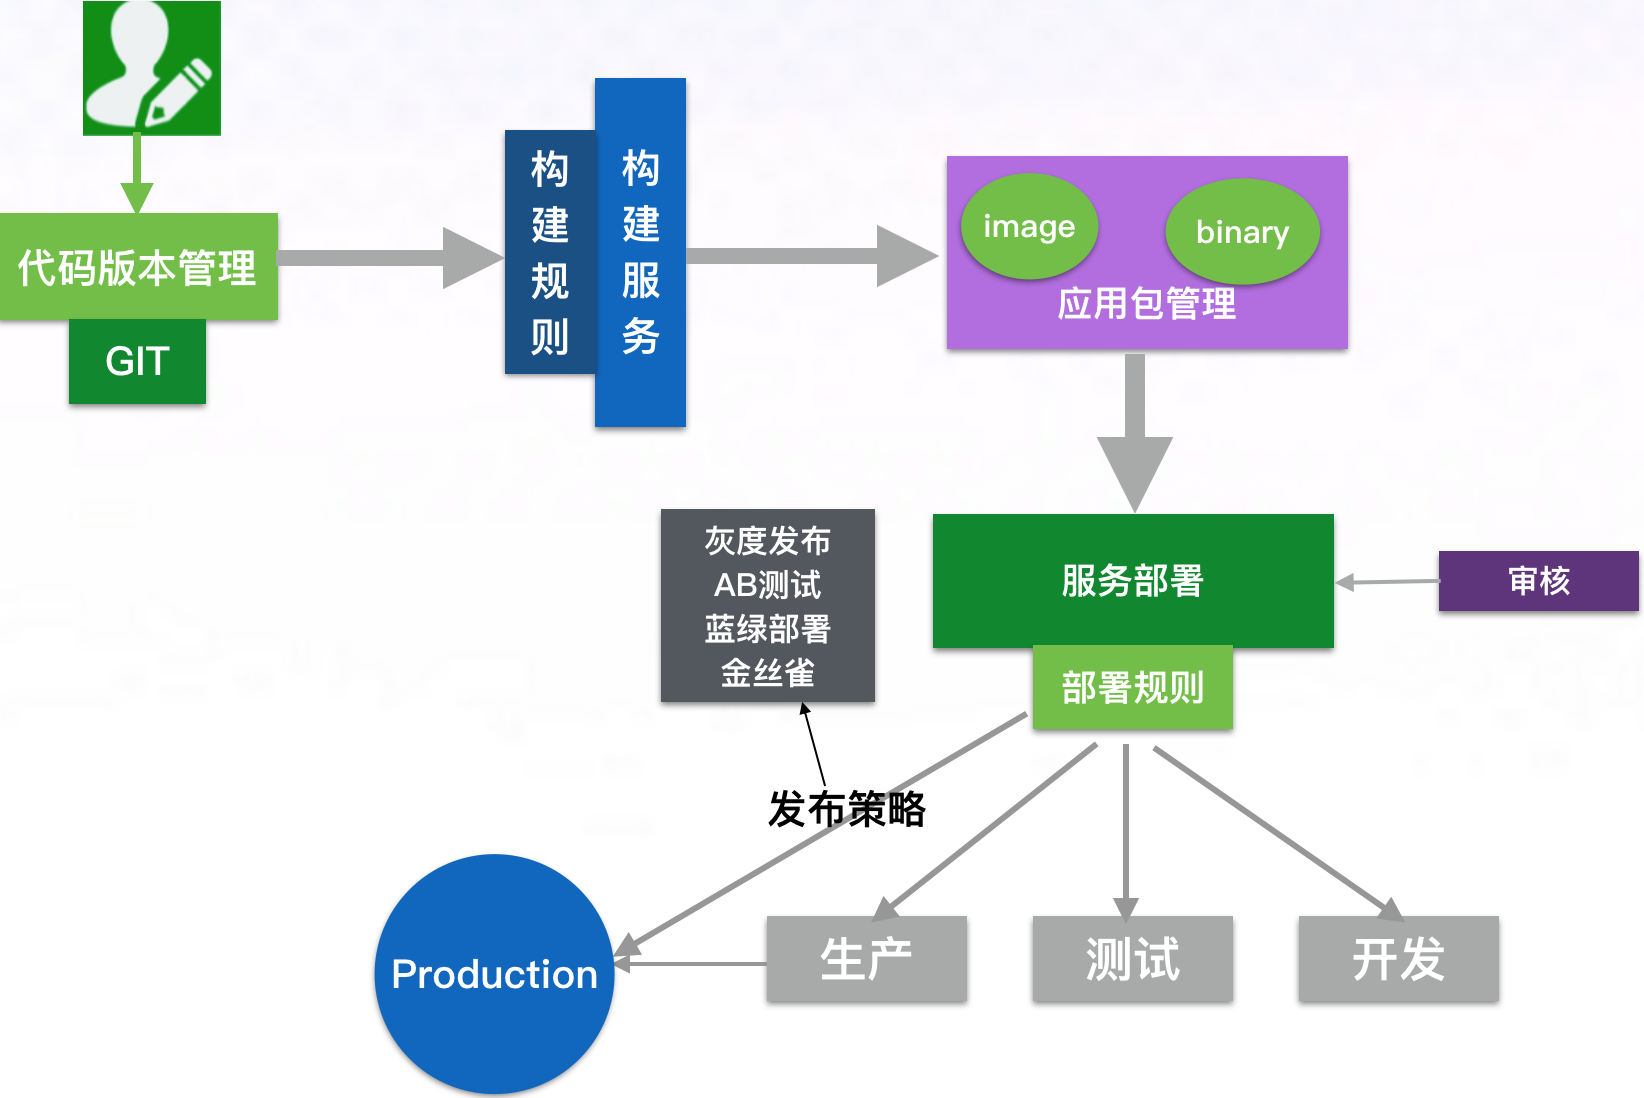 代码版本管理
GIT
构建规则
构建服务
image
binary
应用包管理
服务部署
审核
部署规则
灰度发布
AB测试
蓝绿部署
金丝雀
发布策略
Production
生产
测试
开发